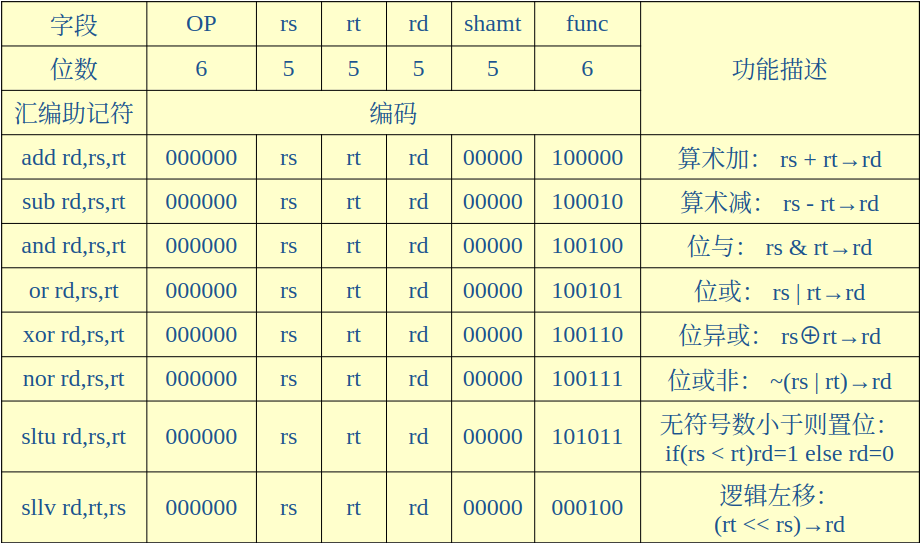 字段 OP rs rt rd shamt func 功能描述
位数 6 5 5 5 5 6
汇编助记符 编码
add rd,rs,rt 000000 rs rt rd 00000 100000 算术加： rs + rt→rd
sub rd,rs,rt 000000 rs rt rd 00000 100010 算术减： rs - rt→rd
and rd,rs,rt 000000 rs rt rd 00000 100100 位与： rs & rt→rd
or rd,rs,rt 000000 rs rt rd 00000 100101 位或： rs | rt→rd
xor rd,rs,rt 000000 rs rt rd 00000 100110 位异或： rs⊕rt→rd
nor rd,rs,rt 000000 rs rt rd 00000 100111 位或非： ~(rs | rt)→rd
sltu rd,rs,rt 000000 rs rt rd 00000 101011 无符号数小于则置位：
if(rs < rt)rd=1 else rd=0
sllv rd,rt,rs 000000 rs rt rd 00000 000100 逻辑左移：
(rt << rs)→rd